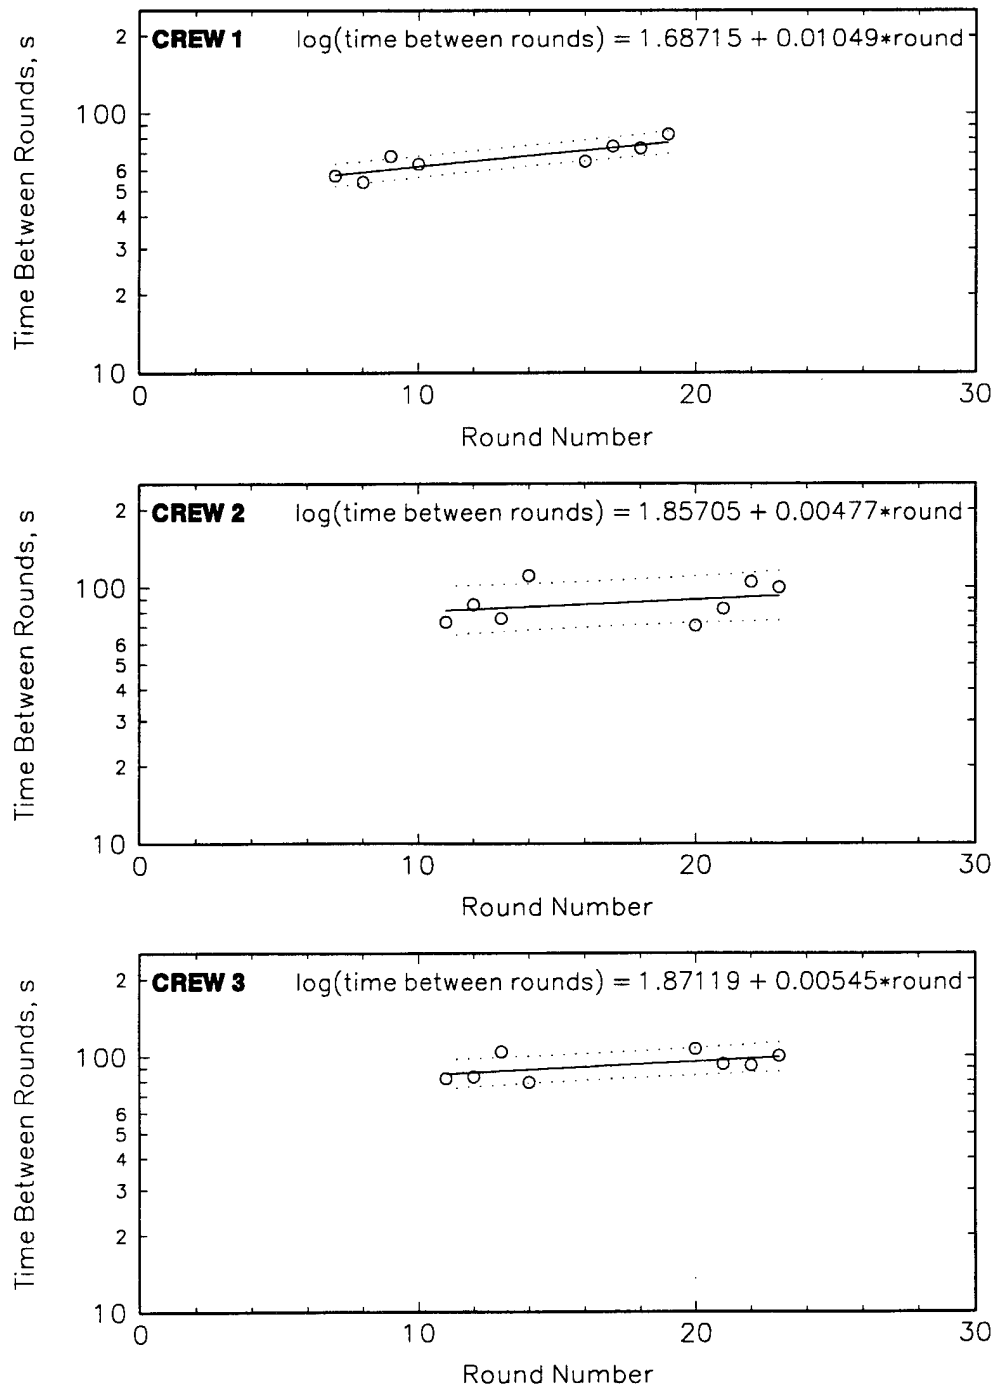 CREW 1 log(time between rounds) = 1.68715 + 0.01049*round
Time Between Rounds, s
2
100
6
5
4
3
2
10
0 10 20 30
Round Number
CREW 2 log(time between rounds) = 1.85705 + 0.00477*round
Time Between Rounds, s
2
100
6
5
4
3
2
10
0 10 20 30
Round Number
CREW 3 log(time between rounds) = 1.87119 + 0.00545*round
Time Between Rounds, s
2
100
6
5
4
3
2
10
0 10 20 30
Round Number